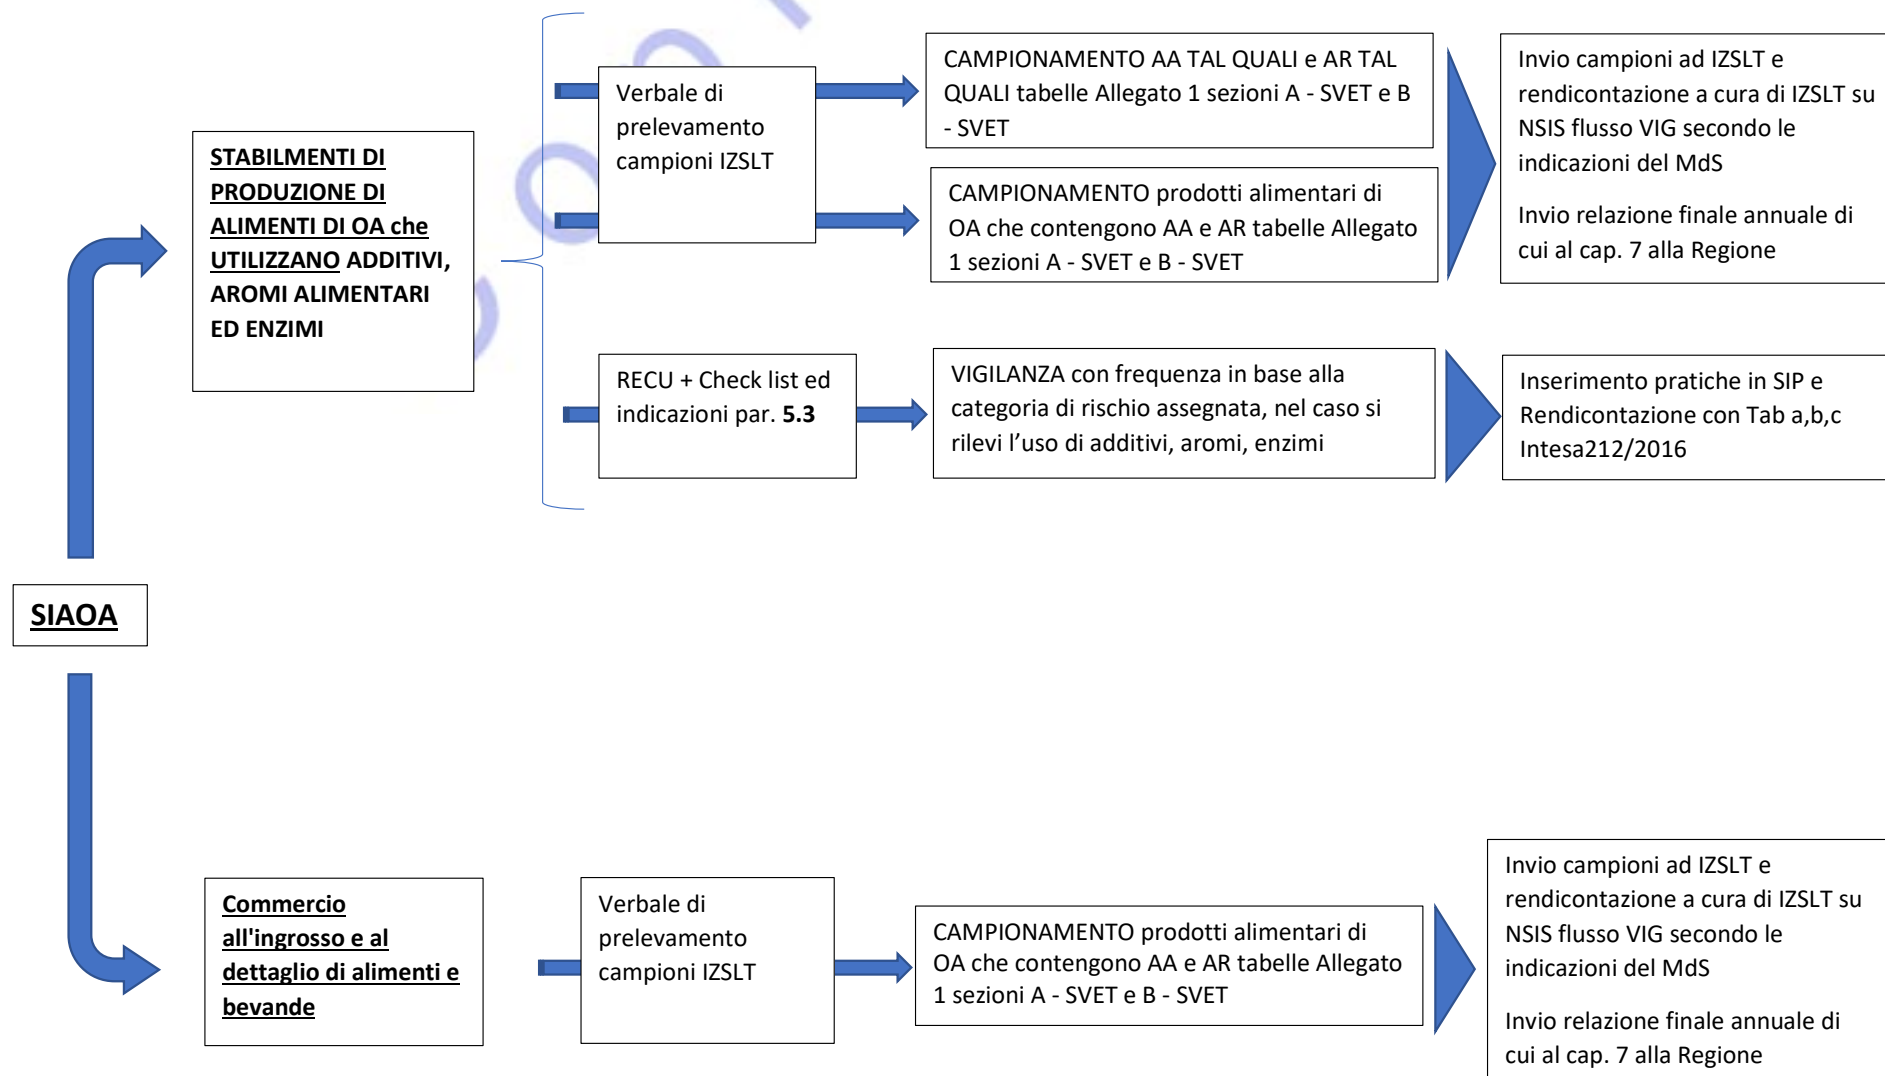 STABILMENTI DI
PRODUZIONE DI
ALIMENTI DI OA che
UTILIZZANO ADDITIVI,
AROMI ALIMENTARI
ED ENZIMI
Verbale di
prelevamento
campioni IZSLT
CAMPIONAMENTO AA TAL QUALI e AR TAL
QUALI tabelle Allegato 1 sezioni A - SVET e B
- SVET
CAMPIONAMENTO prodotti alimentari di
OA che contengono AA e AR tabelle Allegato
1 sezioni A - SVET e B - SVET
Invio campioni ad IZSLT e
rendicontazione a cura di IZSLT su
NSIS flusso VIG secondo le
indicazioni del MdS
Invio relazione finale annuale di
cui al cap. 7 alla Regione
RECU + Check list ed
indicazioni par. 5.3
VIGILANZA con frequenza in base alla
categoria di rischio assegnata, nel caso si
rilevi l’uso di additivi, aromi, enzimi
Inserimento pratiche in SIP e
Rendicontazione con Tab a,b,c
Intesa212/2016
SIAOA
Commercio
all'ingrosso e al
dettaglio di alimenti e
bevande
Verbale di
prelevamento
campioni IZSLT
CAMPIONAMENTO prodotti alimentari di
OA che contengono AA e AR tabelle Allegato
1 sezioni A - SVET e B - SVET
Invio campioni ad IZSLT e
rendicontazione a cura di IZSLT su
NSIS flusso VIG secondo le
indicazioni del MdS
Invio relazione finale annuale di
cui al cap. 7 alla Regione